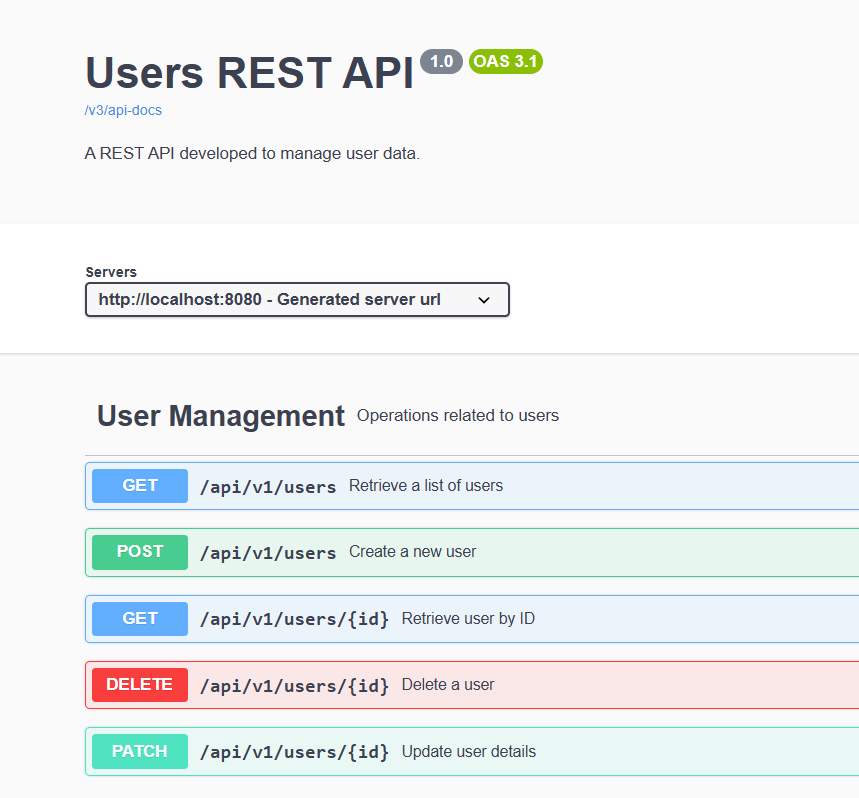 Users REST API 1.0 OAS 3.1
/v3/api-docs
A REST API developed to manage user data.
Servers
http://localhost:8080 - Generated server url
User Management Operations related to users
GET /api/v1/users Retrieve a list of users
POST /api/v1/users Create a new user
GET /api/v1/users/{id} Retrieve user by ID
DELETE /api/v1/users/{id} Delete a user
PATCH /api/v1/users/{id} Update user details